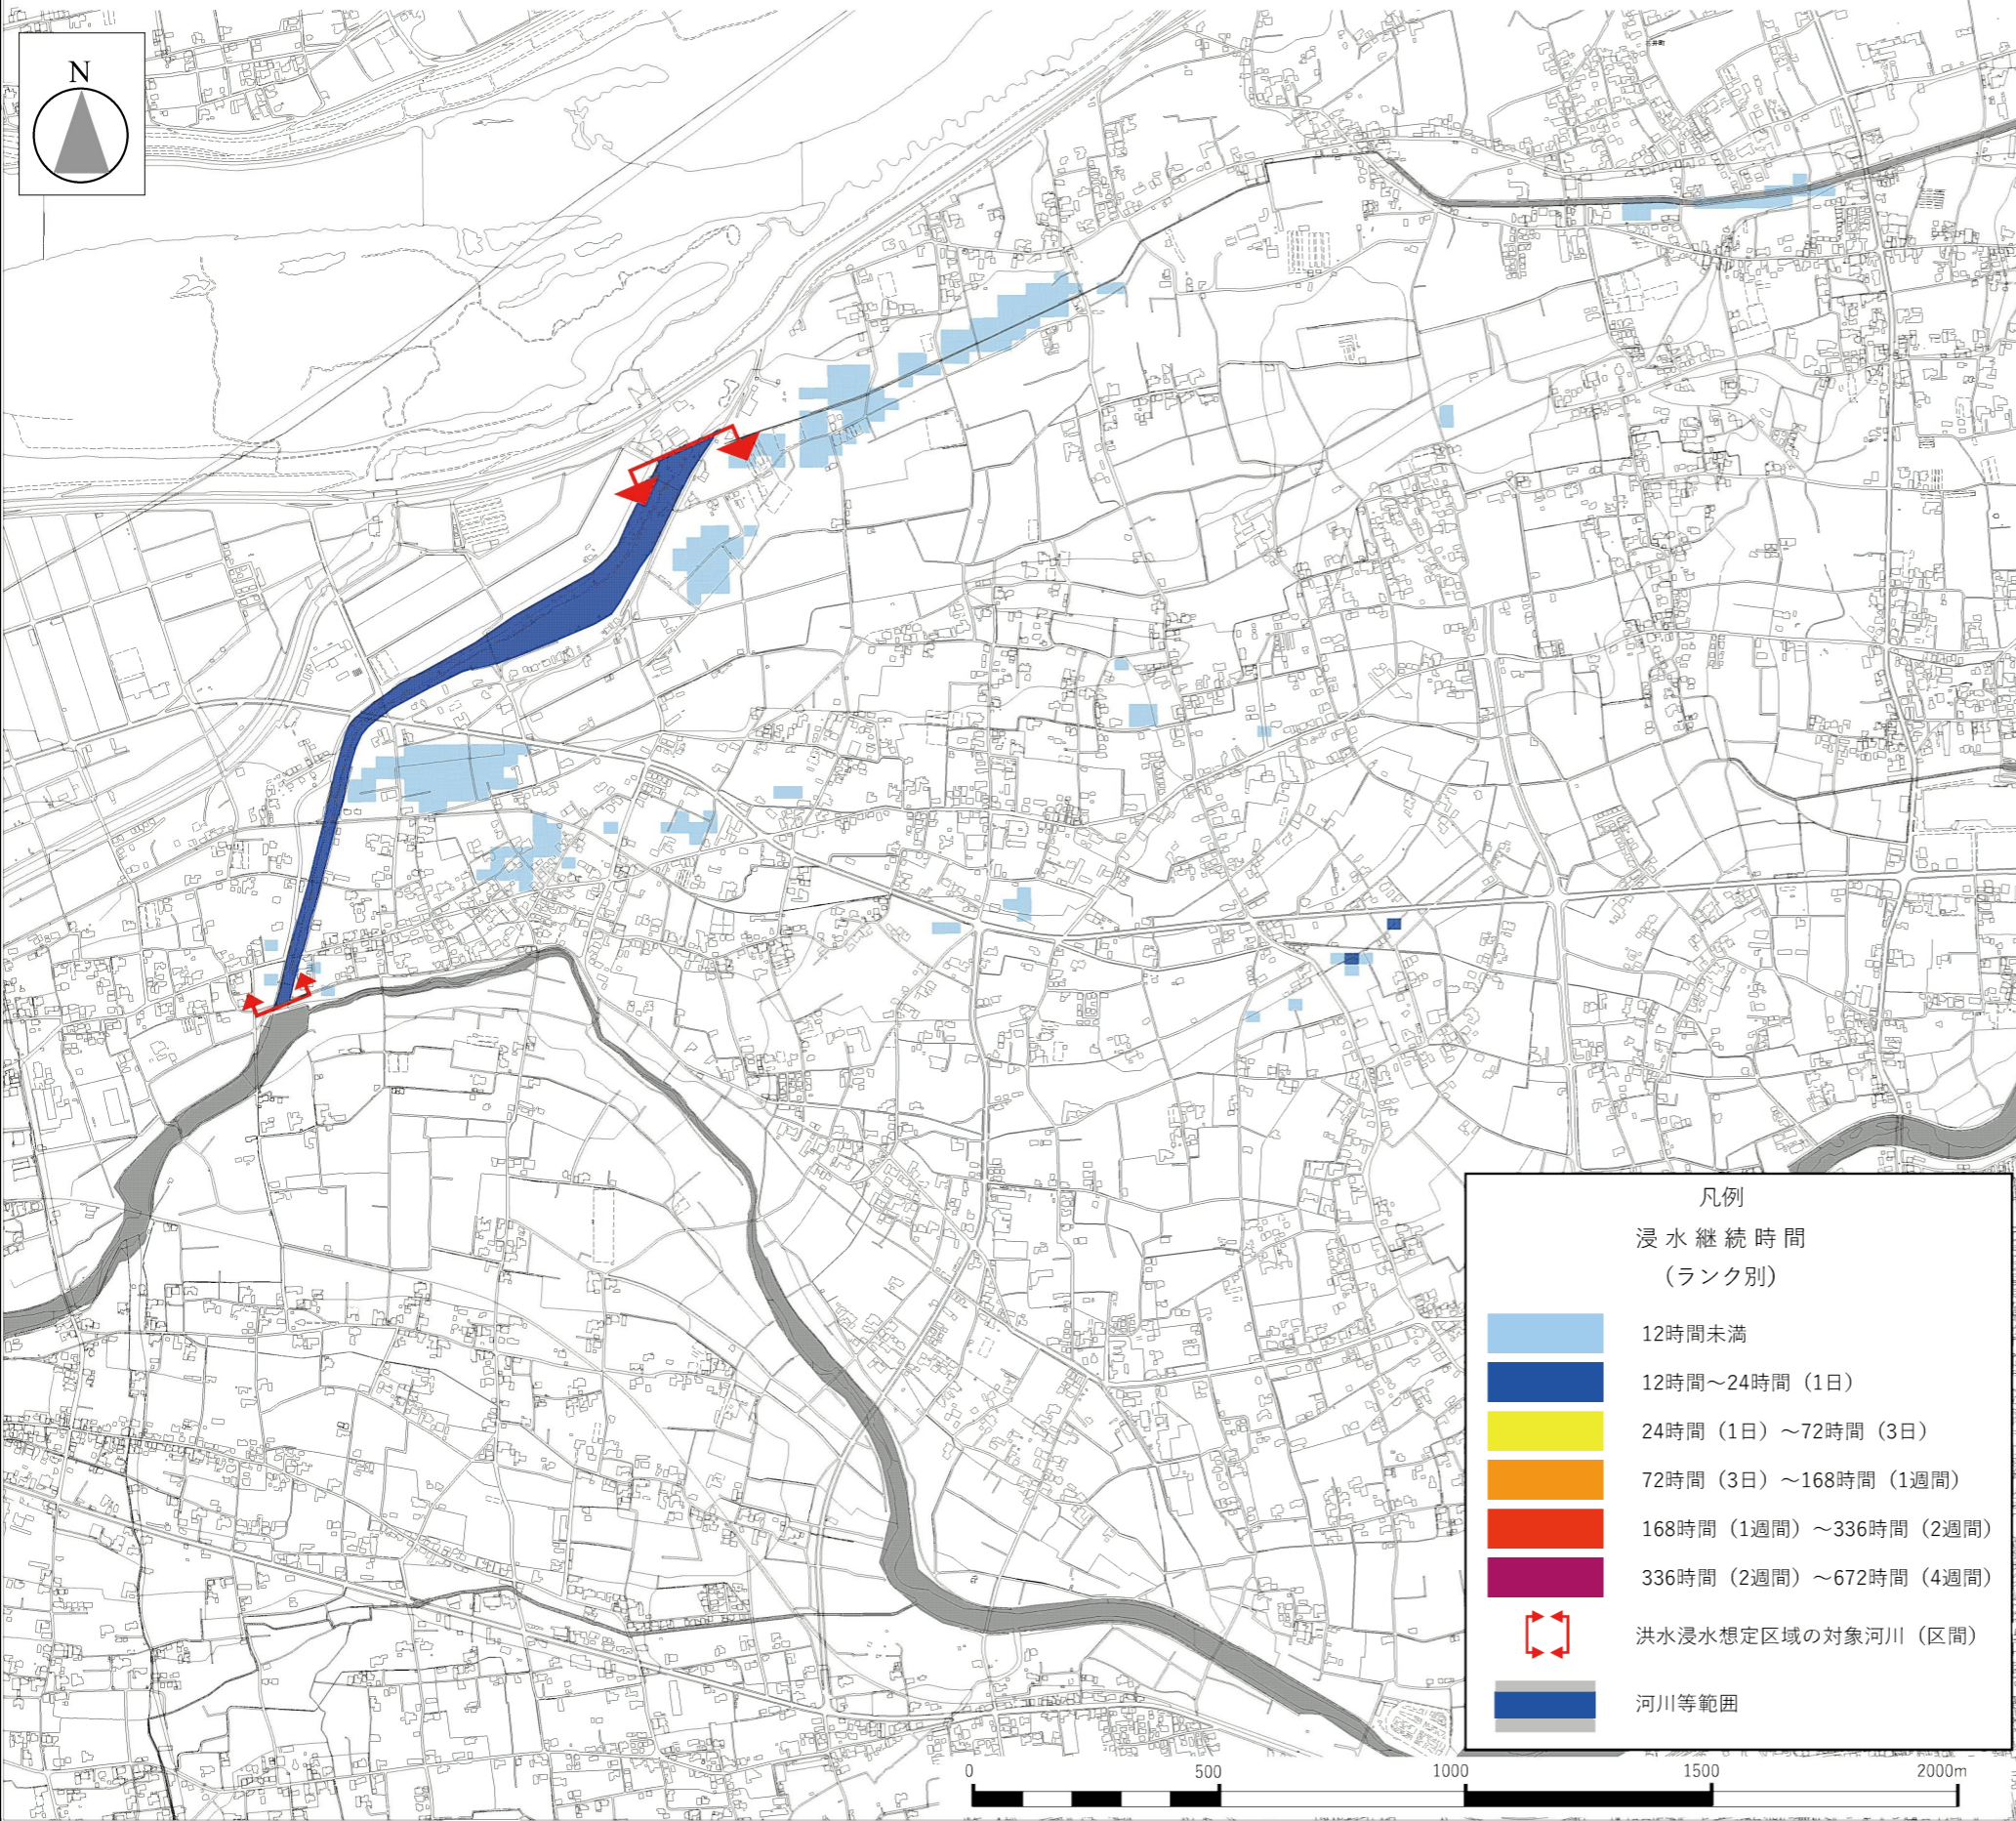 N
凡例
浸水継続時間
（ランク別）
12時間未満
12時間～24時間（1日）
24時間（1日）～72時間（3日）
72時間（3日）～168時間（1週間）
168時間（1週間）～336時間（2週間）
336時間（2週間）～672時間（4週間）
洪水浸水想定区域の対象河川（区間）
河川等範囲
0 500 1000 1500 2000m